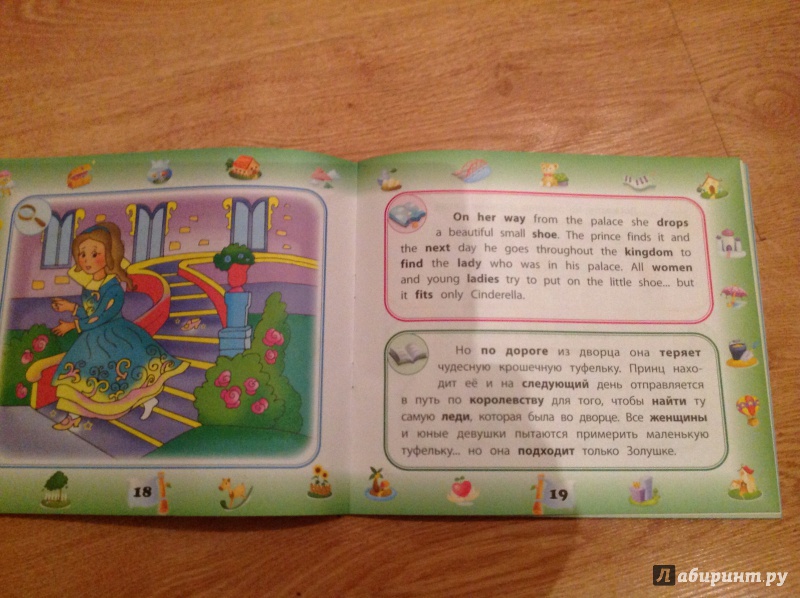 On her way from the palace she drops
a beautiful small shoe. The prince finds it and
the next day he goes throughout the kingdom to
find the lady who was in his palace. All women
and young ladies try to put on the little shoe... but
it fits only Cinderella.
Но по дороге из дворца она теряет
чудесную крошечную туфельку. Принц нахо-
дит её и на следующий день отправляется
в путь по королевству для того, чтобы найти ту
самую леди, которая была во дворце. Все женщины
и юные девушки пытаются примерить маленькую
туфельку... но она подходит только Золушке.
18
19
Лабиринт.ру